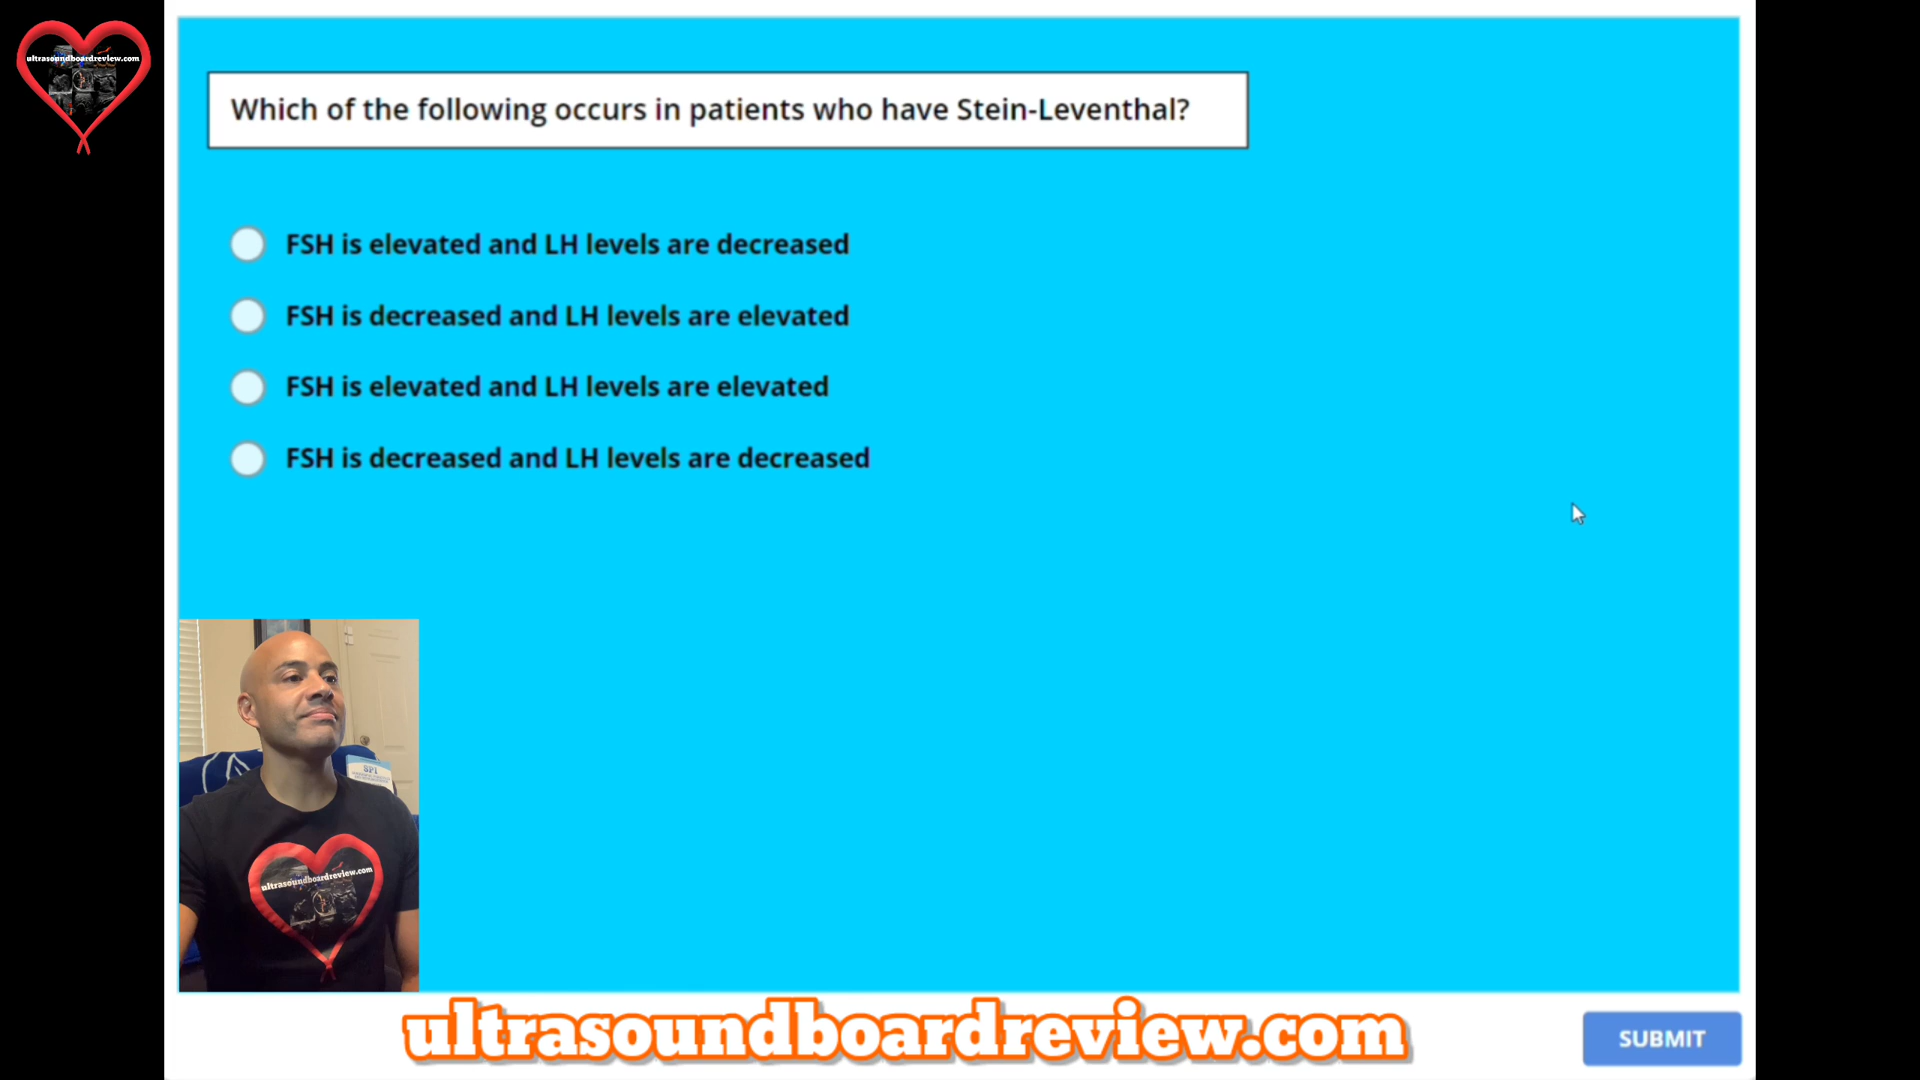 ultrasoundboardreview.com
Which of the following occurs in patients who have Stein-Leventhal?
FSH is elevated and LH levels are decreased
FSH is decreased and LH levels are elevated
FSH is elevated and LH levels are elevated
FSH is decreased and LH levels are decreased
SPI
ultrasoundboardreview.com
ultrasoundboardreview.com
SUBMIT